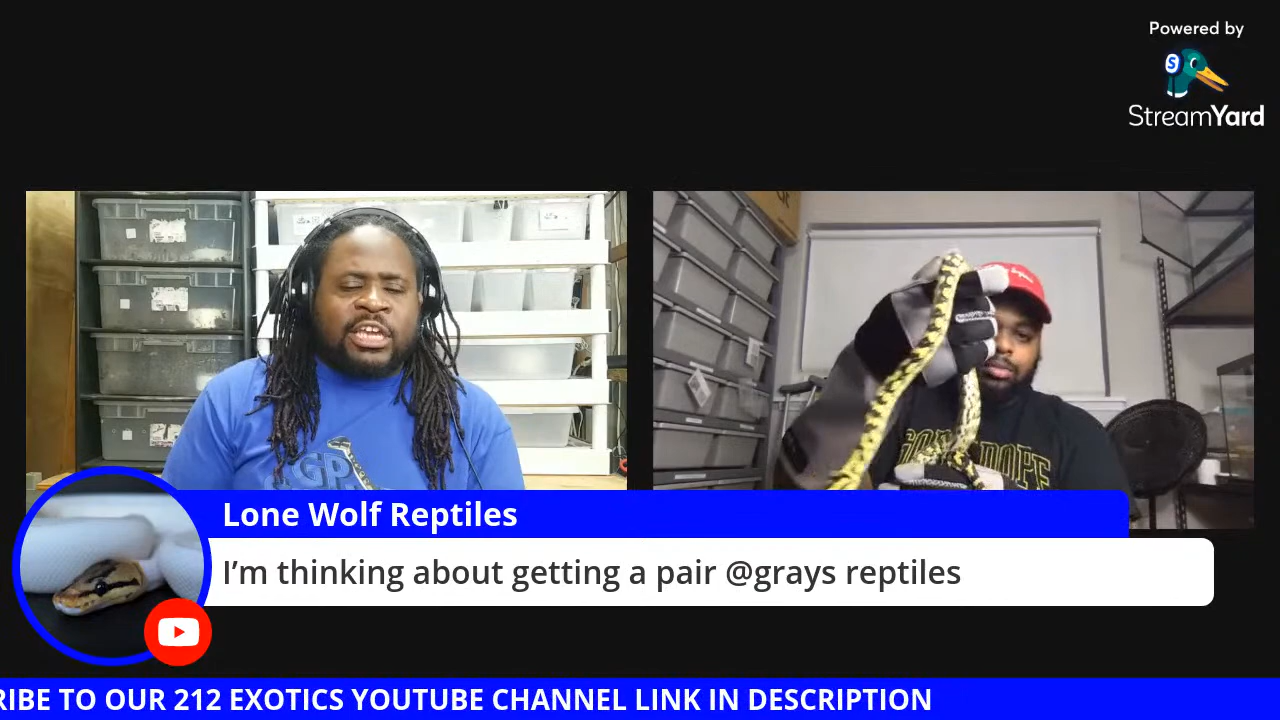 Powered by
S
StreamYard
GP
Lone Wolf Reptiles
I'm thinking about getting a pair @grays reptiles
RIBE TO OUR 212 EXOTICS YOUTUBE CHANNEL LINK IN DESCRIPTION